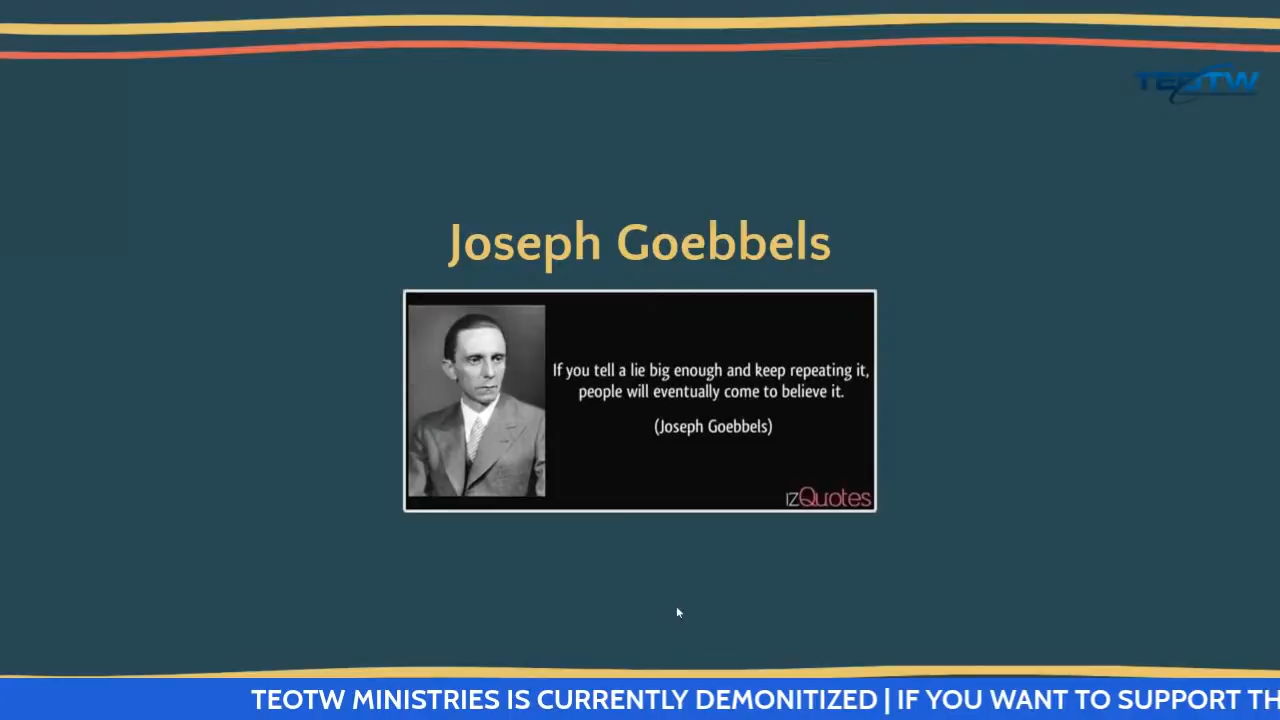 TEOTW
Joseph Goebbels
If you tell a lie big enough and keep repeating it,
people will eventually come to believe it.
(Joseph Goebbels)
izQuotes
TEOTW MINISTRIES IS CURRENTLY DEMONITIZED | IF YOU WANT TO SUPPORT TH